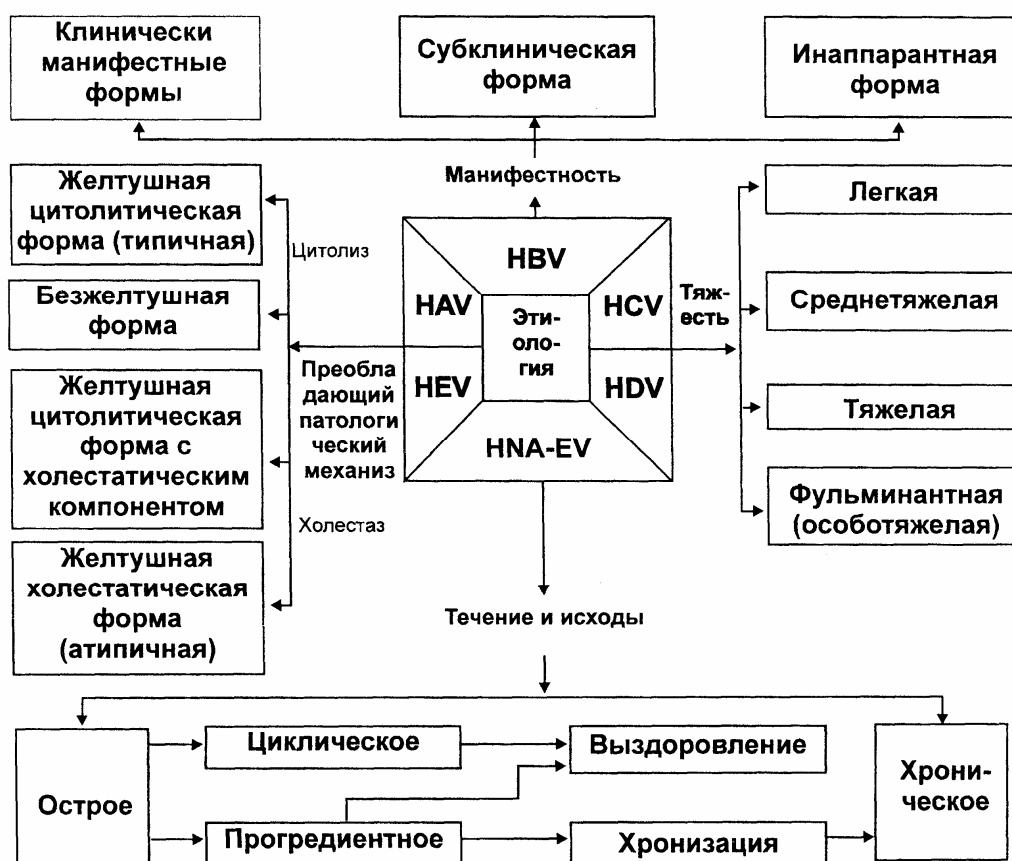 Клинически
манифестные
формы
Субклиническая
форма
Инаппарантная
форма
Манифестность
Желтушная
цитолитическая
форма (типичная)
Цитолиз
Безжелтушная
форма
Желтушная
цитолитическая
форма с
холестатическим
компонентом
Холестаз
Желтушная
холестатическая
форма
(атипичная)
Преобла
дающий
патологи
ческий
механиз
HBV
HAV
HCV
Эти-
оло-
гия
HEV
HDV
HNA-EV
Тяж-
есть
Легкая
Среднетяжелая
Тяжелая
Фульминантная
(особотяжелая)
Течение и исходы
Острое
Циклическое
Выздоровление
Прогредиентное
Хронизация
Хрони-
ческое